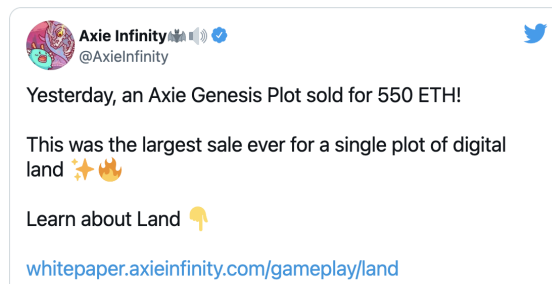 Axie Infinity🦇🔊
@AxieInfinity
Yesterday, an Axie Genesis Plot sold for 550 ETH!
This was the largest sale ever for a single plot of digital
land ✨🔥
Learn about Land 👇
whitepaper.axieinfinity.com/gameplay/land